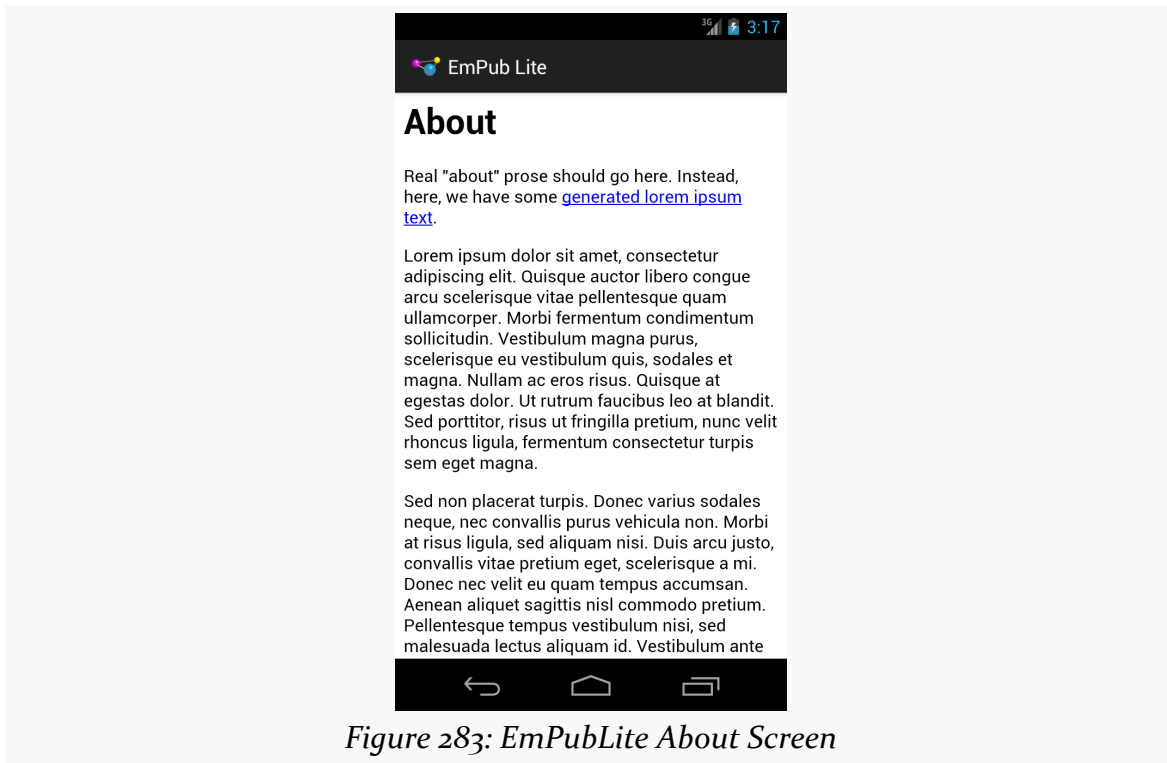 3G 3:17
EmPub Lite
About
Real "about" prose should go here. Instead,
here, we have some generated lorem ipsum
text.
Lorem ipsum dolor sit amet, consectetur
adipiscing elit. Quisque auctor libero congue
arcu scelerisque vitae pellentesque quam
ullamcorper. Morbi fermentum condimentum
sollicitudin. Vestibulum magna purus,
scelerisque eu vestibulum quis, sodales et
magna. Nullam ac eros risus. Quisque at
egestas dolor. Ut rutrum faucibus leo at blandit.
Sed porttitor, risus ut fringilla pretium, nunc velit
rhoncus ligula, fermentum consectetur turpis
sem eget magna.
Sed non placerat turpis. Donec varius sodales
neque, nec convallis purus vehicula non. Morbi
at risus ligula, sed aliquam nisi. Duis arcu justo,
convallis vitae pretium eget, scelerisque a mi.
Donec nec velit eu quam tempus accumsan.
Aenean aliquet sagittis nisl commodo pretium.
Pellentesque tempus vestibulum nisi, sed
malesuada lectus aliquam id. Vestibulum ante
Figure 283: EmPubLite About Screen